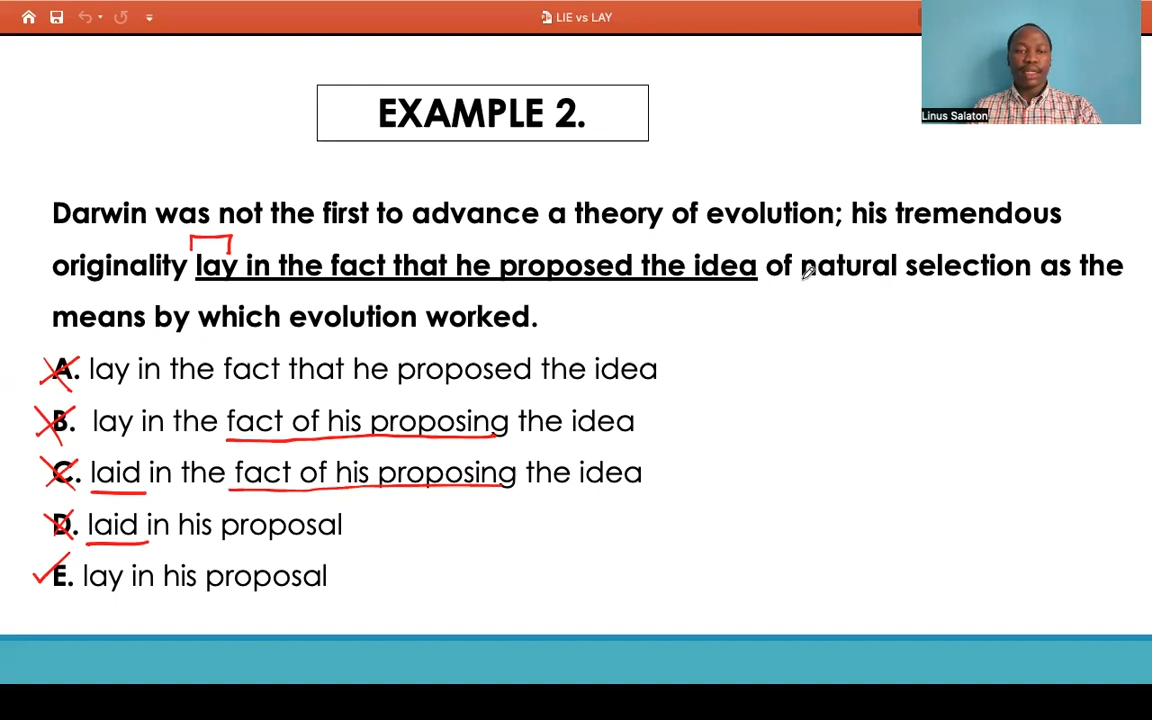 LIE vs LAY
Linus Salaton
EXAMPLE 2.
Darwin was not the first to advance a theory of evolution; his tremendous
originality lay in the fact that he proposed the idea of natural selection as the
means by which evolution worked.
A. lay in the fact that he proposed the idea
B. lay in the fact of his proposing the idea
C. laid in the fact of his proposing the idea
D. laid in his proposal
E. lay in his proposal